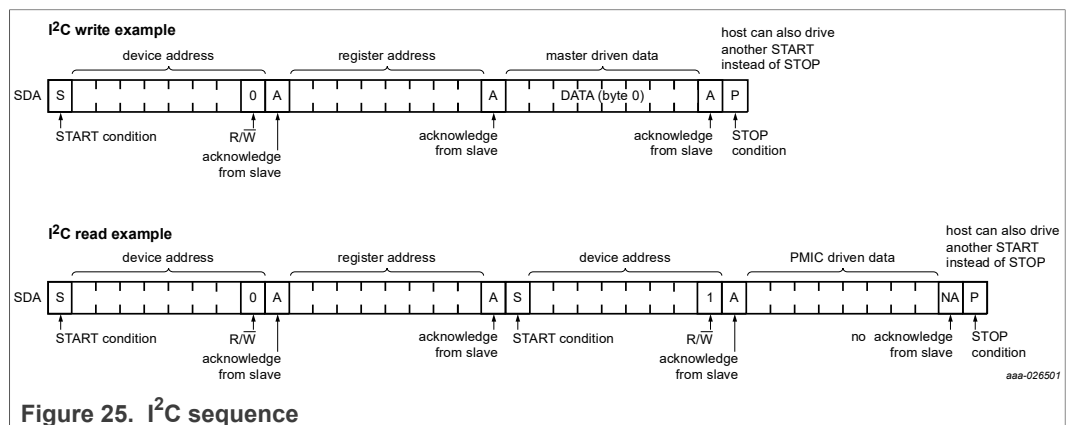 I²C write example
host can also drive
another START
instead of STOP
device address
register address
master driven data
SDA
S
0
A
A
DATA (byte 0)
A
P
START condition
R/W̅
acknowledge
from slave
acknowledge
from slave
acknowledge
from slave
STOP
condition
I²C read example
host can also drive
another START
instead of STOP
device address
register address
device address
PMIC driven data
SDA
S
0
A
A
S
1
A
NA
P
START condition
R/W̅
acknowledge
from slave
acknowledge
from slave
START condition
R/W̅
acknowledge
from slave
no acknowledge
from slave
STOP
condition
aaa-026501
Figure 25. I²C sequence